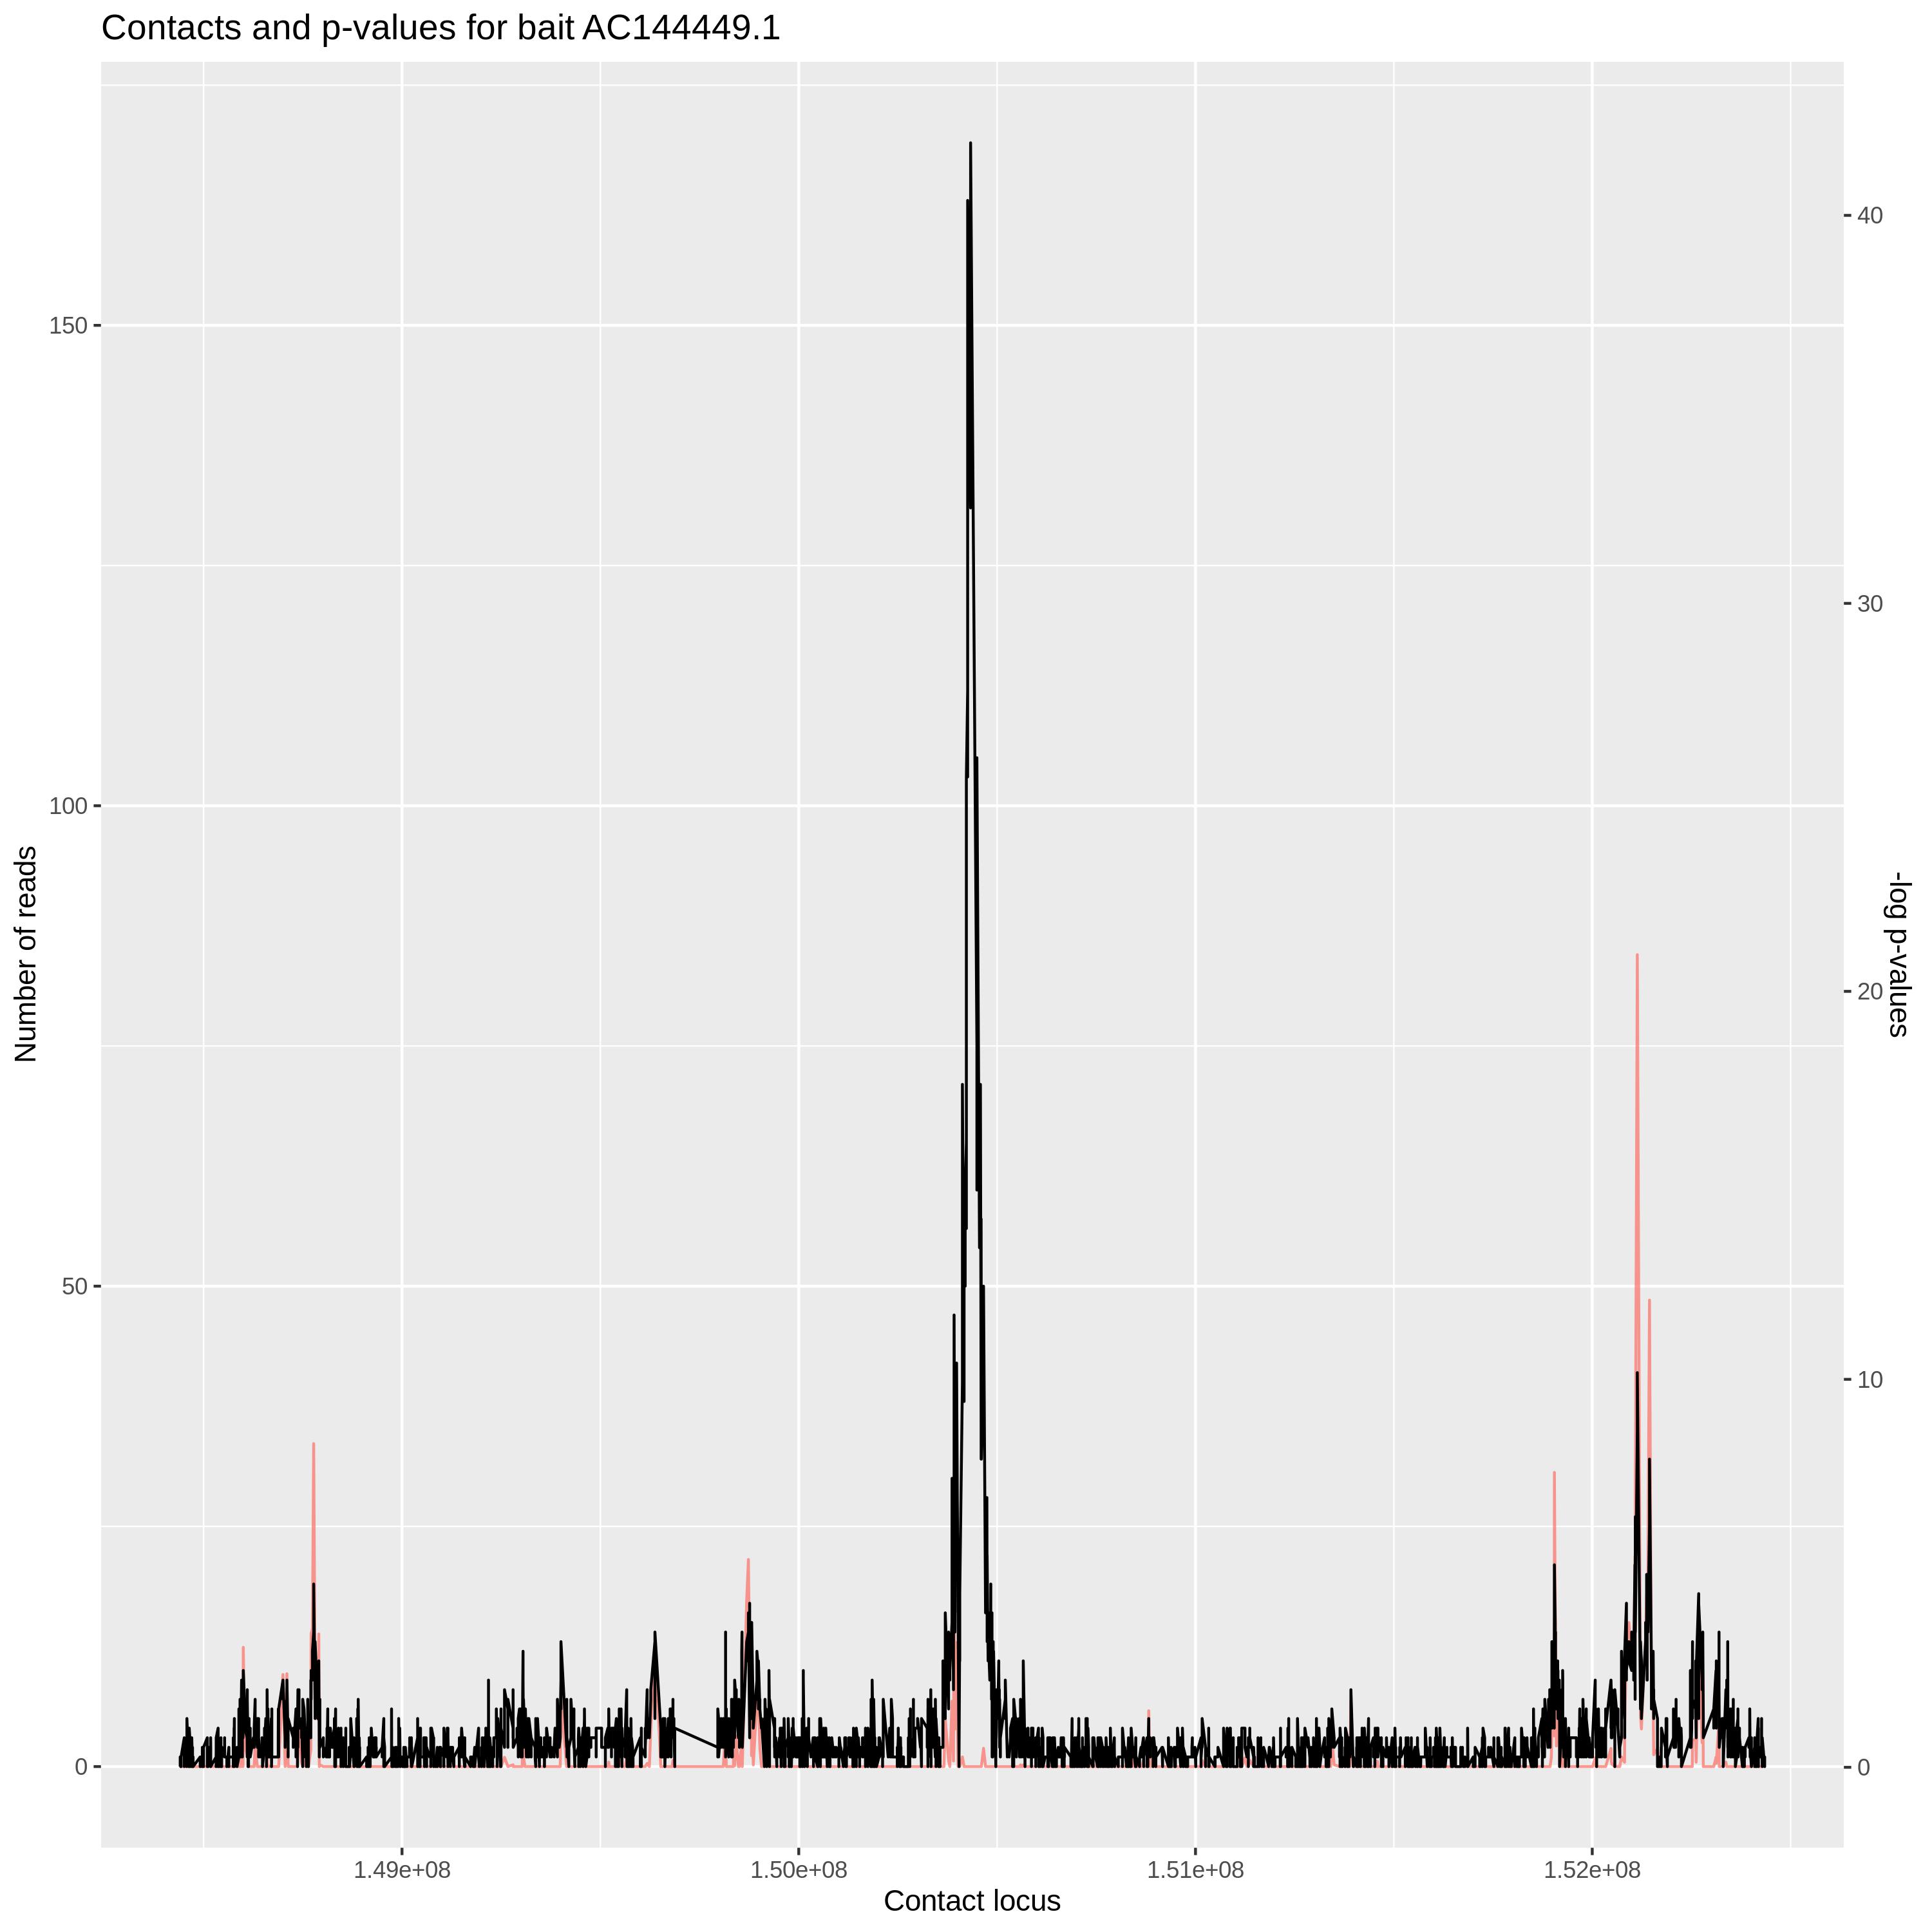 Contacts and p-values for bait AC144449.1
150
100
50
0
Number of reads
40
30
20
10
0
-log p-values
1.49e+08
1.50e+08
1.51e+08
1.52e+08
Contact locus